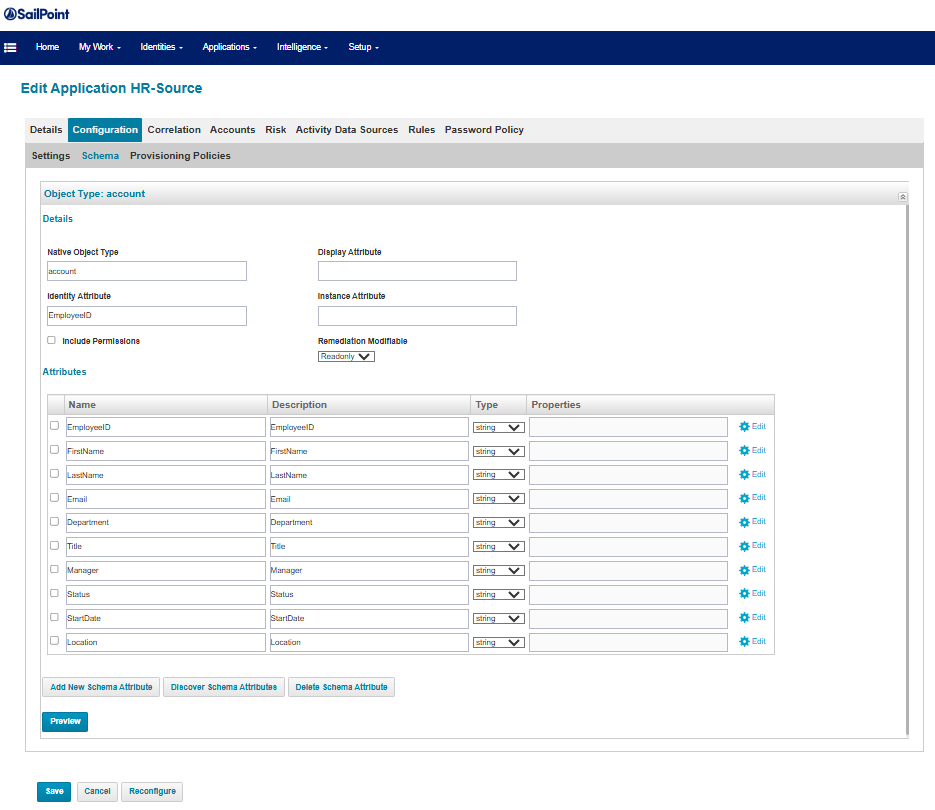 SailPoint
Home My Work Identities Applications Intelligence Setup
Edit Application HR-Source
Details Configuration Correlation Accounts Risk Activity Data Sources Rules Password Policy
Settings Schema Provisioning Policies
Object Type: account
Details
Native Object Type Display Attribute
account
Identity Attribute Instance Attribute
EmployeeID
Include Permissions Remediation Modifiable
Readonly
Attributes
Name Description Type Properties
EmployeeID EmployeeID string Edit
FirstName FirstName string Edit
LastName LastName string Edit
Email Email string Edit
Department Department string Edit
Title Title string Edit
Manager Manager string Edit
Status Status string Edit
StartDate StartDate string Edit
Location Location string Edit
Add New Schema Attribute Discover Schema Attributes Delete Schema Attribute
Preview
Save Cancel Reconfigure